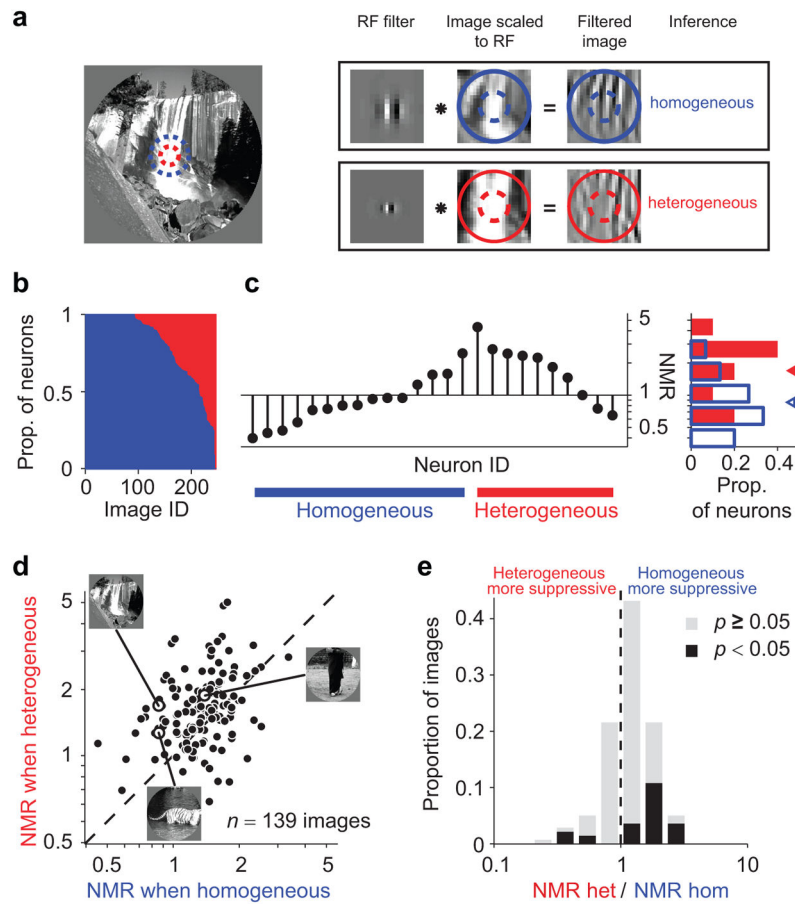 a
RF filter
Image scaled
to RF
Filtered
image
Inference
* = homogeneous
* = heterogeneous
b
Prop. of neurons
1
0.5
0
0 100 200
Image ID
c
5
1
0.5
NMR
Neuron ID
Homogeneous
Heterogeneous
0 0.2 0.4
Prop.
of neurons
d
NMR when heterogeneous
5
2
1
0.5
n = 139 images
0.5 1 2 5
NMR when homogeneous
e
Heterogeneous
more suppressive
Homogeneous
more suppressive
p ≥ 0.05
p < 0.05
Proportion of images
0.4
0.3
0.2
0.1
0
0.1 1 10
NMR het / NMR hom